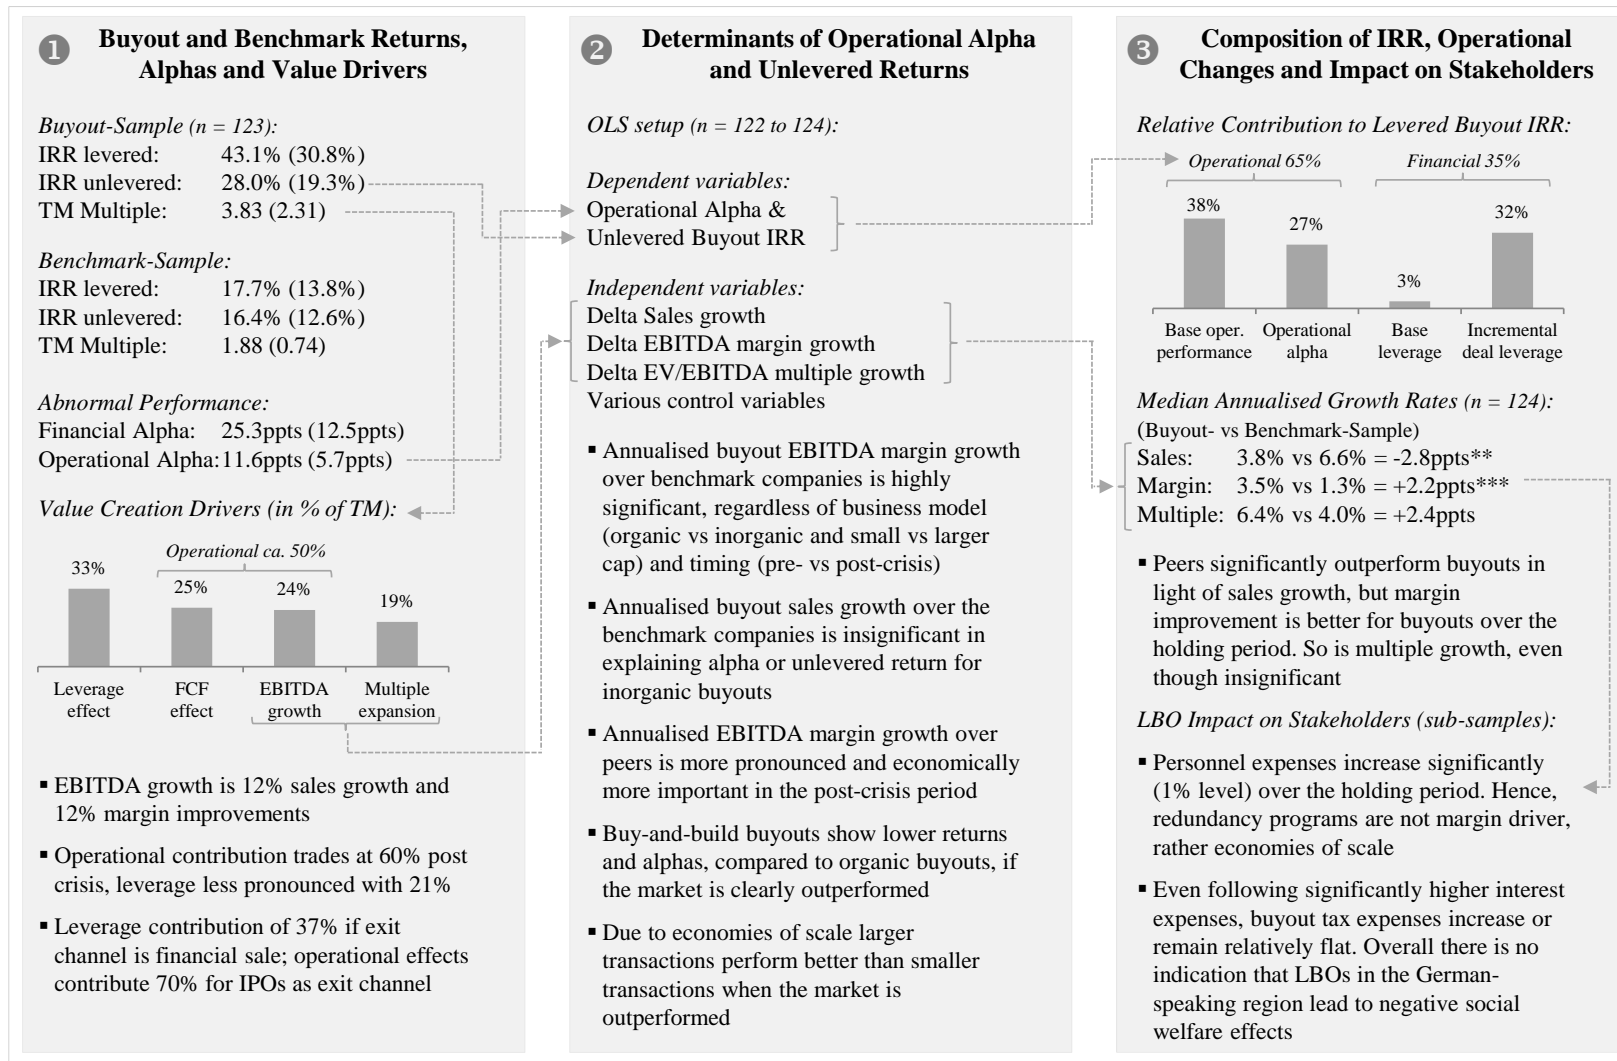 ❶
Buyout and Benchmark Returns,
Alphas and Value Drivers
Buyout-Sample (n = 123):
IRR levered: 43.1% (30.8%)
IRR unlevered: 28.0% (19.3%)
TM Multiple: 3.83 (2.31)
Benchmark-Sample:
IRR levered: 17.7% (13.8%)
IRR unlevered: 16.4% (12.6%)
TM Multiple: 1.88 (0.74)
Abnormal Performance:
Financial Alpha: 25.3ppts (12.5ppts)
Operational Alpha: 11.6ppts (5.7ppts)
Value Creation Drivers (in % of TM):
Operational ca. 50%
33% 25% 24% 19%
Leverage effect
FCF effect
EBITDA growth
Multiple expansion
▪ EBITDA growth is 12% sales growth and
12% margin improvements
▪ Operational contribution trades at 60% post
crisis, leverage less pronounced with 21%
▪ Leverage contribution of 37% if exit
channel is financial sale; operational effects
contribute 70% for IPOs as exit channel
❷
Determinants of Operational Alpha
and Unlevered Returns
OLS setup (n = 122 to 124):
Dependent variables:
Operational Alpha &
Unlevered Buyout IRR
Independent variables:
Delta Sales growth
Delta EBITDA margin growth
Delta EV/EBITDA multiple growth
Various control variables
▪ Annualised buyout EBITDA margin growth
over benchmark companies is highly
significant, regardless of business model
(organic vs inorganic and small vs larger
cap) and timing (pre- vs post-crisis)
▪ Annualised buyout sales growth over the
benchmark companies is insignificant in
explaining alpha or unlevered return for
inorganic buyouts
▪ Annualised EBITDA margin growth over
peers is more pronounced and economically
more important in the post-crisis period
▪ Buy-and-build buyouts show lower returns
and alphas, compared to organic buyouts, if
the market is clearly outperformed
▪ Due to economies of scale larger
transactions perform better than smaller
transactions when the market is
outperformed
❸
Composition of IRR, Operational
Changes and Impact on Stakeholders
Relative Contribution to Levered Buyout IRR:
Operational 65% Financial 35%
38% 27% 3% 32%
Base oper. performance
Operational alpha
Base leverage
Incremental deal leverage
Median Annualised Growth Rates (n = 124):
(Buyout- vs Benchmark-Sample)
Sales: 3.8% vs 6.6% = -2.8ppts**
Margin: 3.5% vs 1.3% = +2.2ppts***
Multiple: 6.4% vs 4.0% = +2.4ppts
▪ Peers significantly outperform buyouts in
light of sales growth, but margin
improvement is better for buyouts over the
holding period. So is multiple growth, even
though insignificant
LBO Impact on Stakeholders (sub-samples):
▪ Personnel expenses increase significantly
(1% level) over the holding period. Hence,
redundancy programs are not margin driver,
rather economies of scale
▪ Even following significantly higher interest
expenses, buyout tax expenses increase or
remain relatively flat. Overall there is no
indication that LBOs in the German-
speaking region lead to negative social
welfare effects